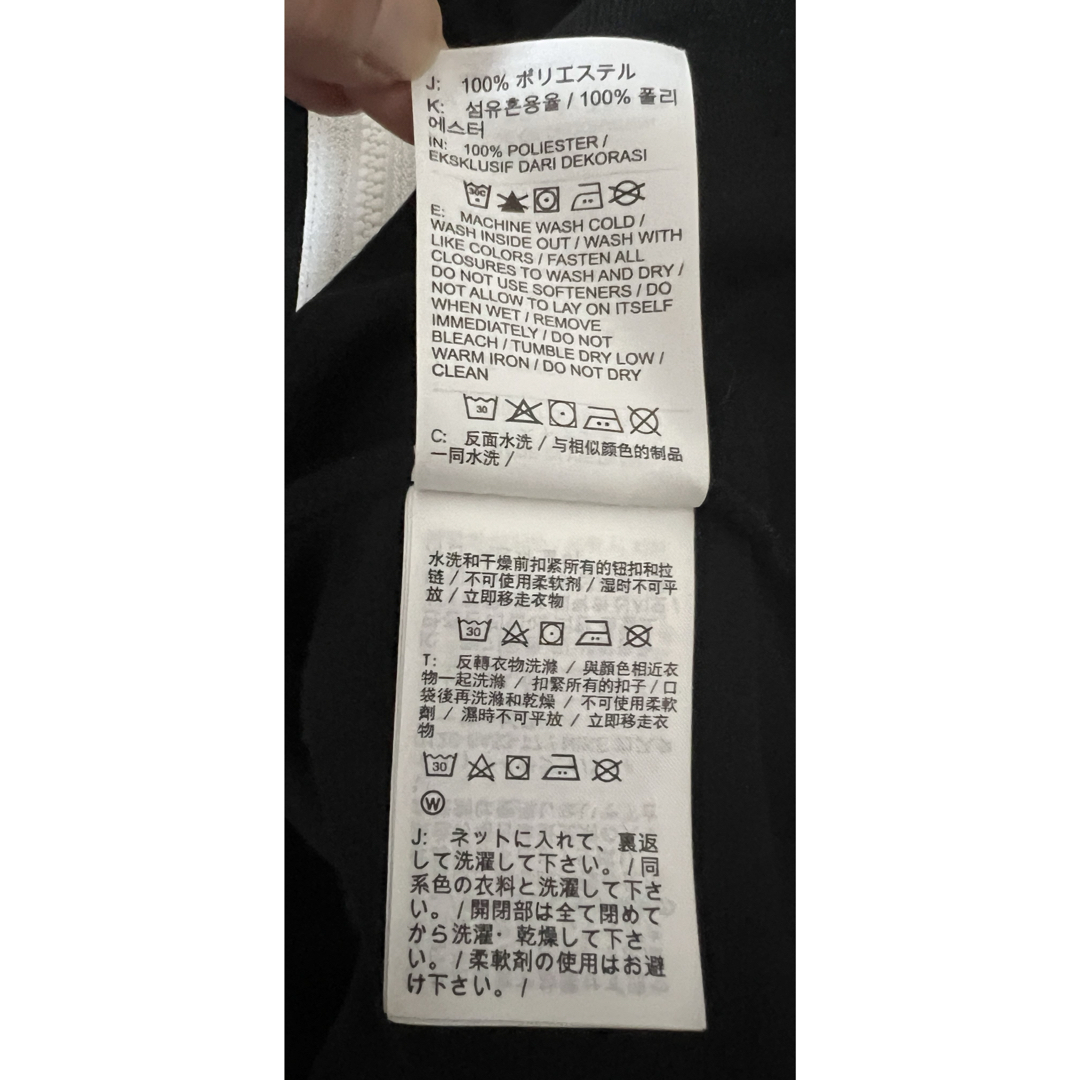 J: 100% ポリエステル
K: 섬유혼용율 / 100% 폴리
에스터
IN: 100% POLIESTER /
EKSKLUSIF DARI DEKORASI
30C
E: MACHINE WASH COLD /
WASH INSIDE OUT / WASH WITH
LIKE COLORS / FASTEN ALL
CLOSURES TO WASH AND DRY /
DO NOT USE SOFTENERS / DO
NOT ALLOW TO LAY ON ITSELF
WHEN WET / REMOVE
IMMEDIATELY / DO NOT
BLEACH / TUMBLE DRY LOW /
WARM IRON / DO NOT DRY
CLEAN
30
C: 反面水洗 / 与相似颜色的制品
一同水洗 /
水洗和干燥前扣紧所有的钮扣和拉
链 / 不可使用柔软剂 / 湿时不可平
放 / 立即移走衣物
30
T: 反轉衣物洗滌 / 與顏色相近衣
物一起洗滌 / 扣緊所有的扣子 / 口
袋後再洗滌和乾燥 / 不可使用柔軟
劑 / 濕時不可平放 / 立即移走衣
物
30
W
J: ネットに入れて、裏返
して洗濯して下さい。 / 同
系色の衣料と洗濯して下さ
い。 / 開閉部は全て閉めて
から洗濯・乾燥して下さ
い。 / 柔軟剤の使用はお避
け下さい。 /